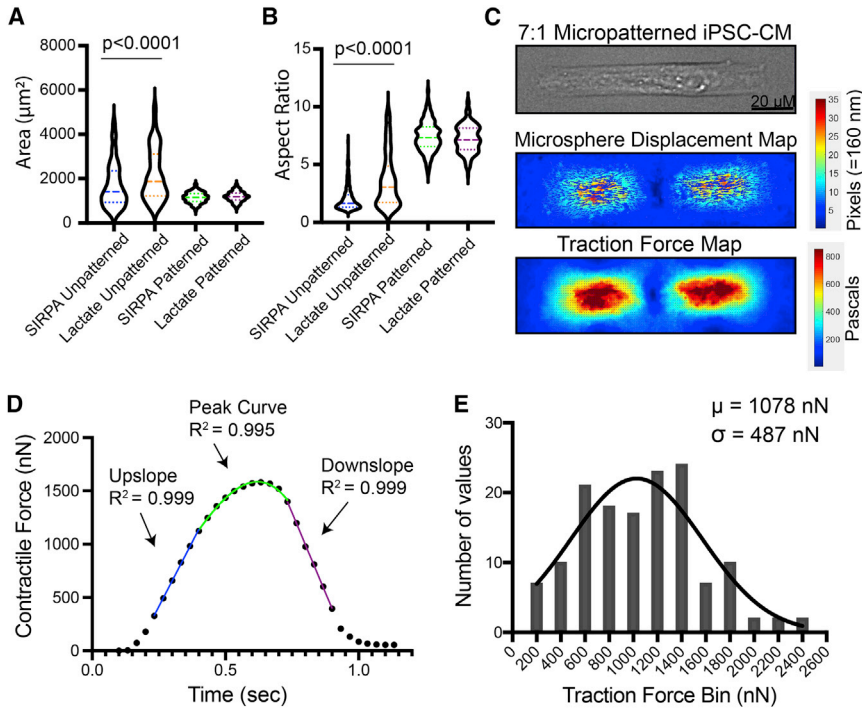 A
p<0.0001
Area (μm²)
8000
6000
4000
2000
0
SIRPA Unpatterned
Lactate Unpatterned
SIRPA Patterned
Lactate Patterned
B
p<0.0001
Aspect Ratio
15
10
5
0
SIRPA Unpatterned
Lactate Unpatterned
SIRPA Patterned
Lactate Patterned
C
7:1 Micropatterned iPSC-CM
20 μM
Microsphere Displacement Map
35
30
25
20
15
10
5
0
Pixels (=160 nm)
Traction Force Map
800
600
400
200
Pascals
D
Contractile Force (nN)
2000
1500
1000
500
0
Peak Curve
R² = 0.995
Upslope
R² = 0.999
Downslope
R² = 0.999
0.0
0.5
1.0
Time (sec)
E
μ = 1078 nN
σ = 487 nN
Number of values
30
20
10
0
0
200
400
600
800
1000
1200
1400
1600
1800
2000
2200
2400
2600
Traction Force Bin (nN)